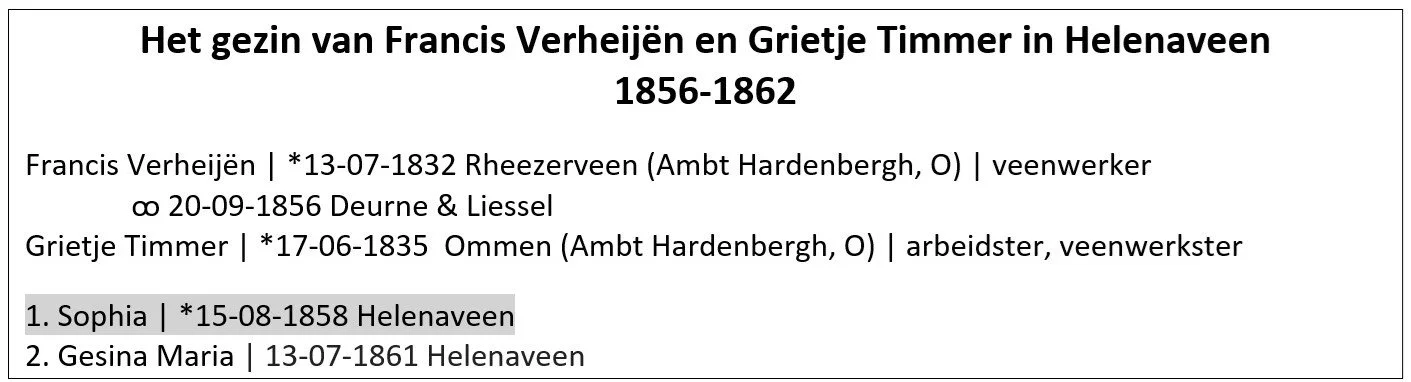 Het gezin van Francis Verheijën en Grietje Timmer in Helenaveen
1856-1862
Francis Verheijën | *13-07-1832 Rheezerveen (Ambt Hardenbergh, O) | veenwerker
ꝏ 20-09-1856 Deurne & Liessel
Grietje Timmer | *17-06-1835  Ommen (Ambt Hardenbergh, O) | arbeidster, veenwerkster
1. Sophia | *15-08-1858 Helenaveen
2. Gesina Maria | 13-07-1861 Helenaveen